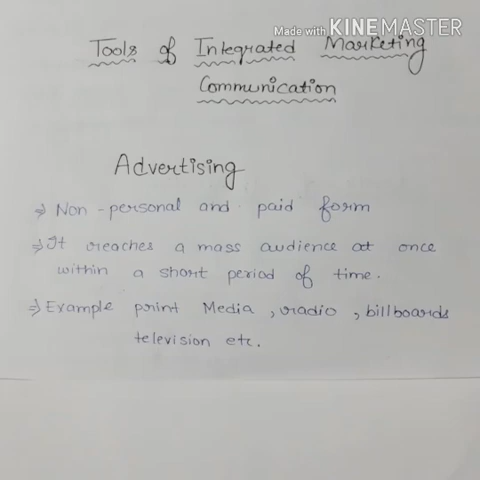 Made with KINEMASTER
Tools of Integrated Marketing
Communication
Advertising
⇒ Non-personal and paid form
⇒ It reaches a mass audience at once
within a short period of time.
⇒ Example print Media, radio, billboards
television etc.